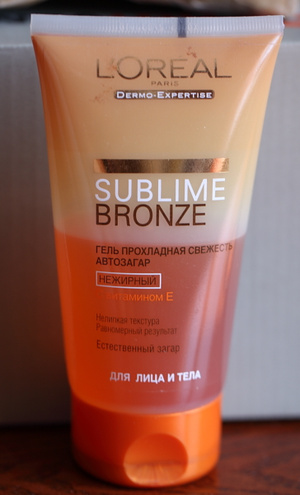 L'ORÉAL
PARIS
DERMO-EXPERTISE
SUBLIME
BRONZE
ГЕЛЬ ПРОХЛАДНАЯ СВЕЖЕСТЬ
АВТОЗАГАР
НЕЖИРНЫЙ
витамином Е
Нелипкая текстура
Равномерный результат
Естественный загар
ДЛЯ ЛИЦА И ТЕЛА